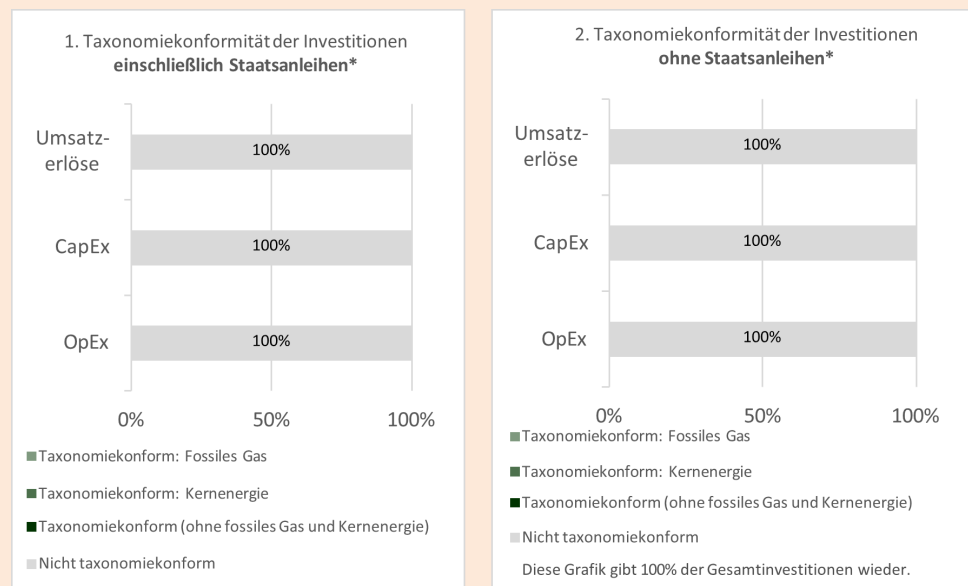 1. Taxonomiekonformität der Investitionen
einschließlich Staatsanleihen*
Umsatz-
erlöse
100%
CapEx
100%
OpEx
100%
0%
50%
100%
Taxonomiekonform: Fossiles Gas
Taxonomiekonform: Kernenergie
Taxonomiekonform (ohne fossiles Gas und Kernenergie)
Nicht taxonomiekonform
2. Taxonomiekonformität der Investitionen
ohne Staatsanleihen*
Umsatz-
erlöse
100%
CapEx
100%
OpEx
100%
0%
50%
100%
Taxonomiekonform: Fossiles Gas
Taxonomiekonform: Kernenergie
Taxonomiekonform (ohne fossiles Gas und Kernenergie)
Nicht taxonomiekonform
Diese Grafik gibt 100% der Gesamtinvestitionen wieder.